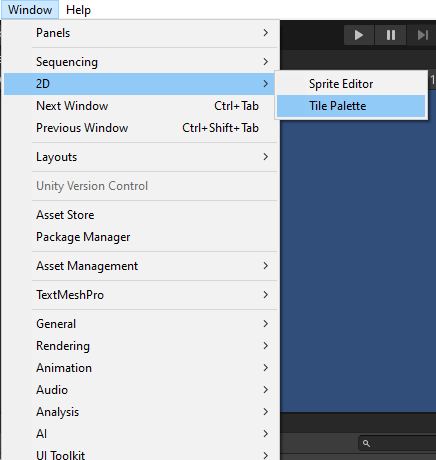 Window Help
Panels
Sequencing
2D
Sprite Editor
Tile Palette
Next Window Ctrl+Tab
Previous Window Ctrl+Shift+Tab
Layouts
Unity Version Control
Asset Store
Package Manager
Asset Management
TextMeshPro
General
Rendering
Animation
Audio
Analysis
AI
UI Toolkit